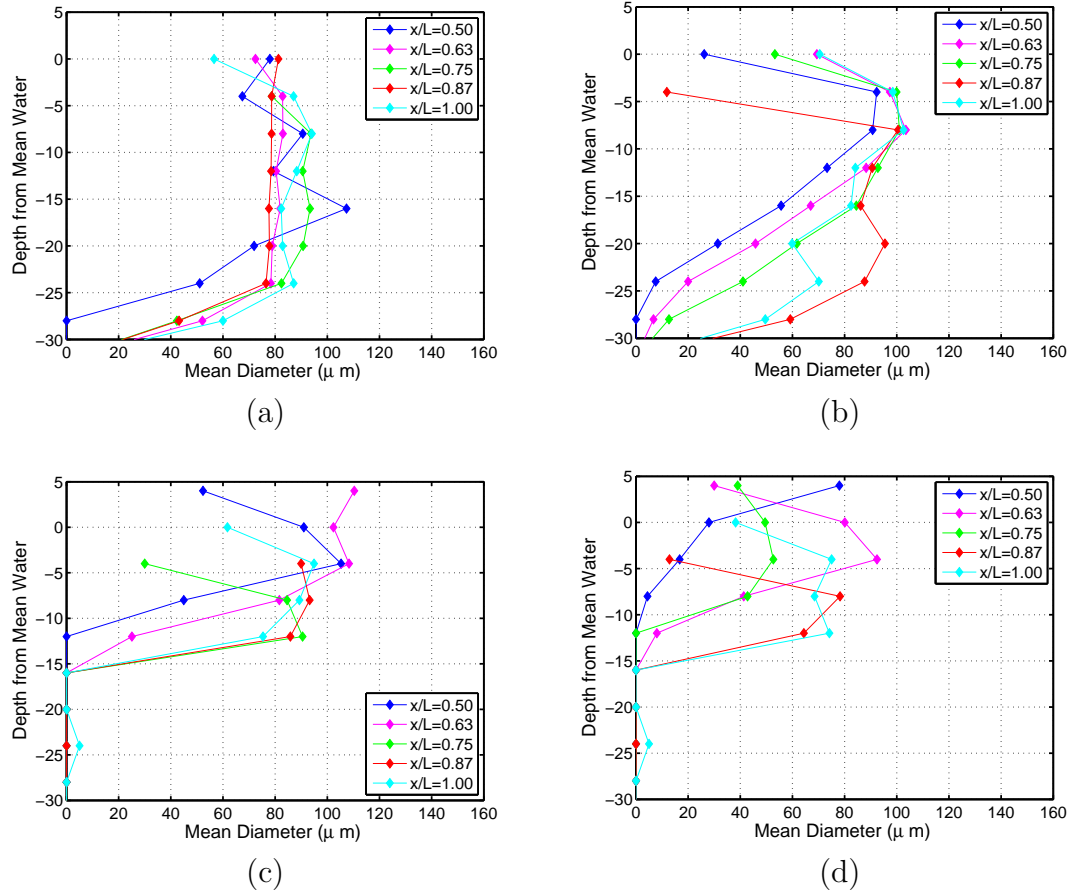 5
0
−5
−10
−15
−20
−25
−30
Depth from Mean Water
0 20 40 60 80 100 120 140 160
Mean Diameter (μ m)
x/L=0.50
x/L=0.63
x/L=0.75
x/L=0.87
x/L=1.00
(a)
5
0
−5
−10
−15
−20
−25
−30
Depth from Mean Water
0 20 40 60 80 100 120 140 160
Mean Diameter (μ m)
x/L=0.50
x/L=0.63
x/L=0.75
x/L=0.87
x/L=1.00
(b)
5
0
−5
−10
−15
−20
−25
−30
Depth from Mean Water
0 20 40 60 80 100 120 140 160
Mean Diameter (μ m)
x/L=0.50
x/L=0.63
x/L=0.75
x/L=0.87
x/L=1.00
(c)
5
0
−5
−10
−15
−20
−25
−30
Depth from Mean Water
0 20 40 60 80 100 120 140 160
Mean Diameter (μ m)
x/L=0.50
x/L=0.63
x/L=0.75
x/L=0.87
x/L=1.00
(d)